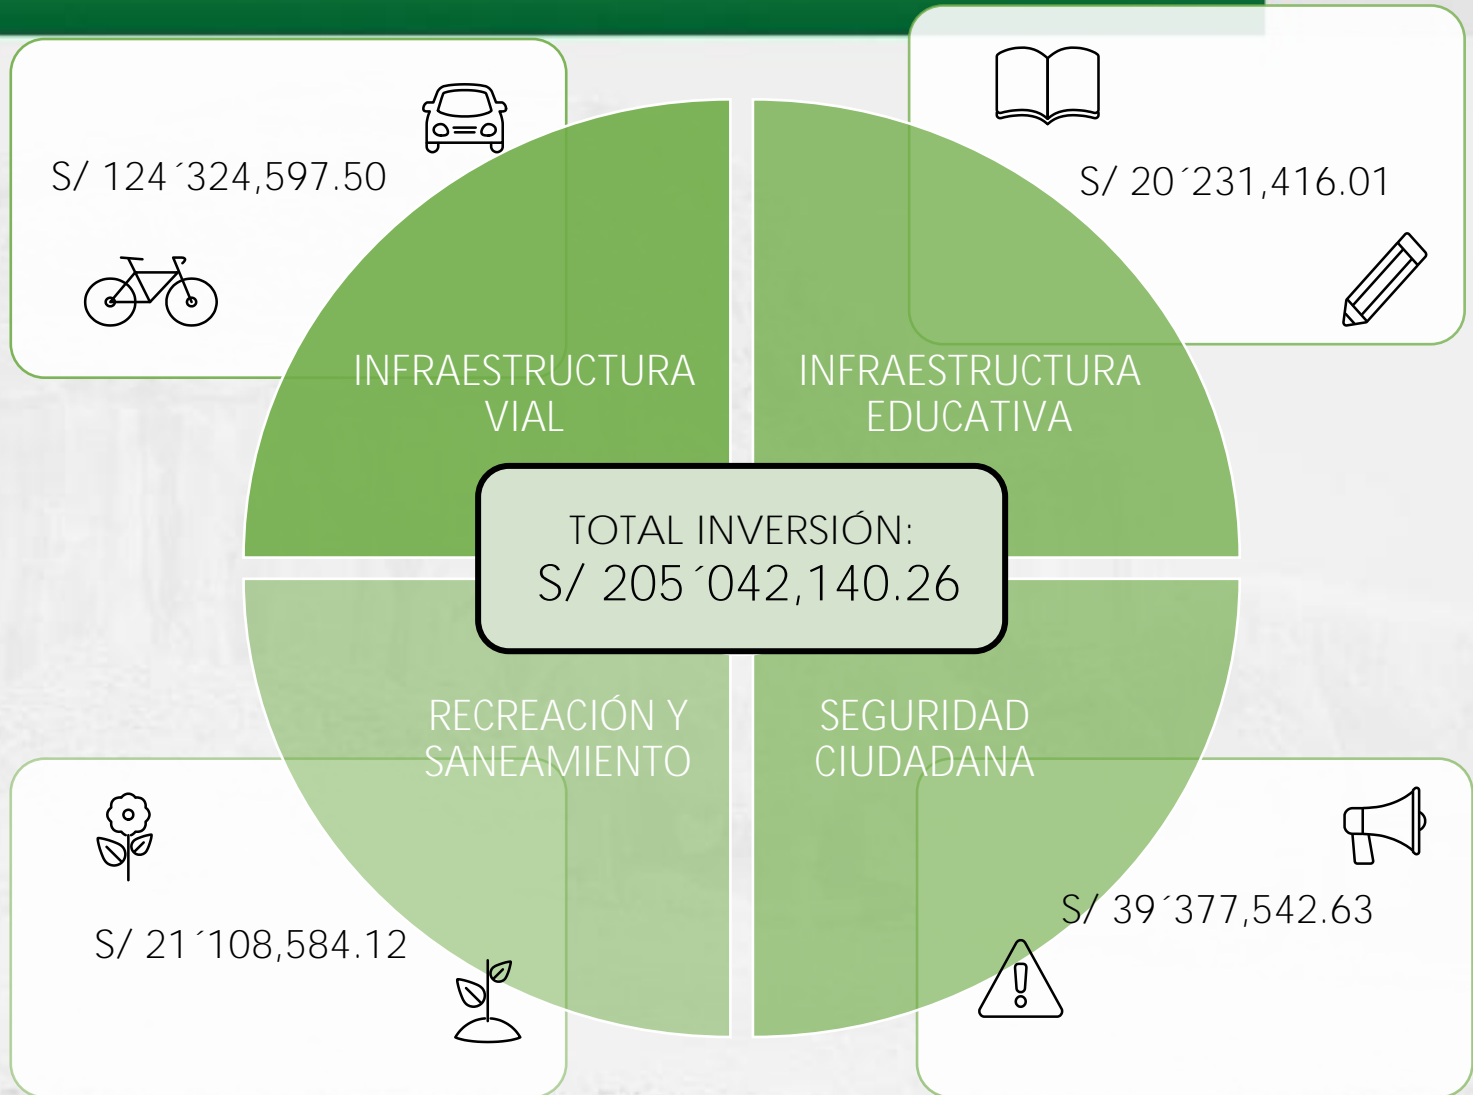 S/ 124´324,597.50
S/ 20´231,416.01
INFRAESTRUCTURA
VIAL
INFRAESTRUCTURA
EDUCATIVA
TOTAL INVERSIÓN:
S/ 205´042,140.26
RECREACIÓN Y
SANEAMIENTO
SEGURIDAD
CIUDADANA
S/ 21´108,584.12
S/ 39´377,542.63